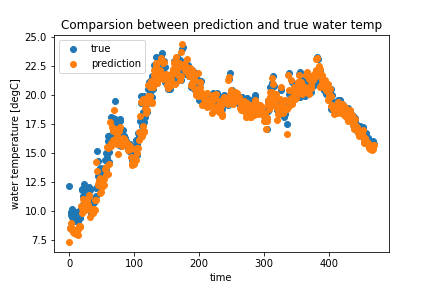 Comparsion between prediction and true water temp
25.0
22.5
20.0
17.5
15.0
12.5
10.0
7.5
water temperature [degC]
true
prediction
0
100
200
300
400
time